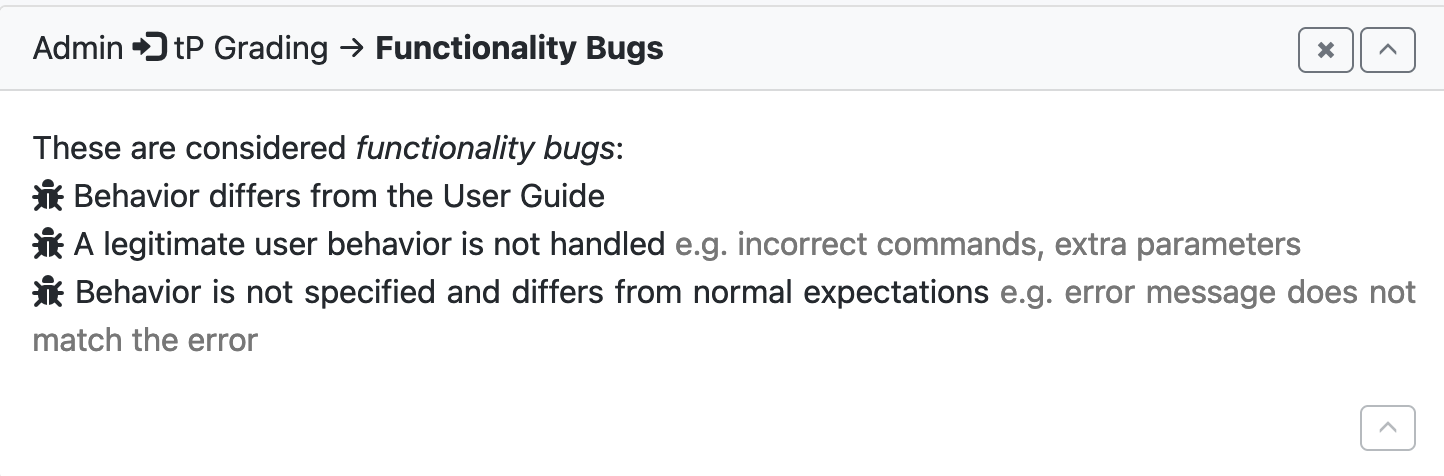 Admin tP Grading → Functionality Bugs
These are considered functionality bugs:
Behavior differs from the User Guide
A legitimate user behavior is not handled e.g. incorrect commands, extra parameters
Behavior is not specified and differs from normal expectations e.g. error message does not
match the error